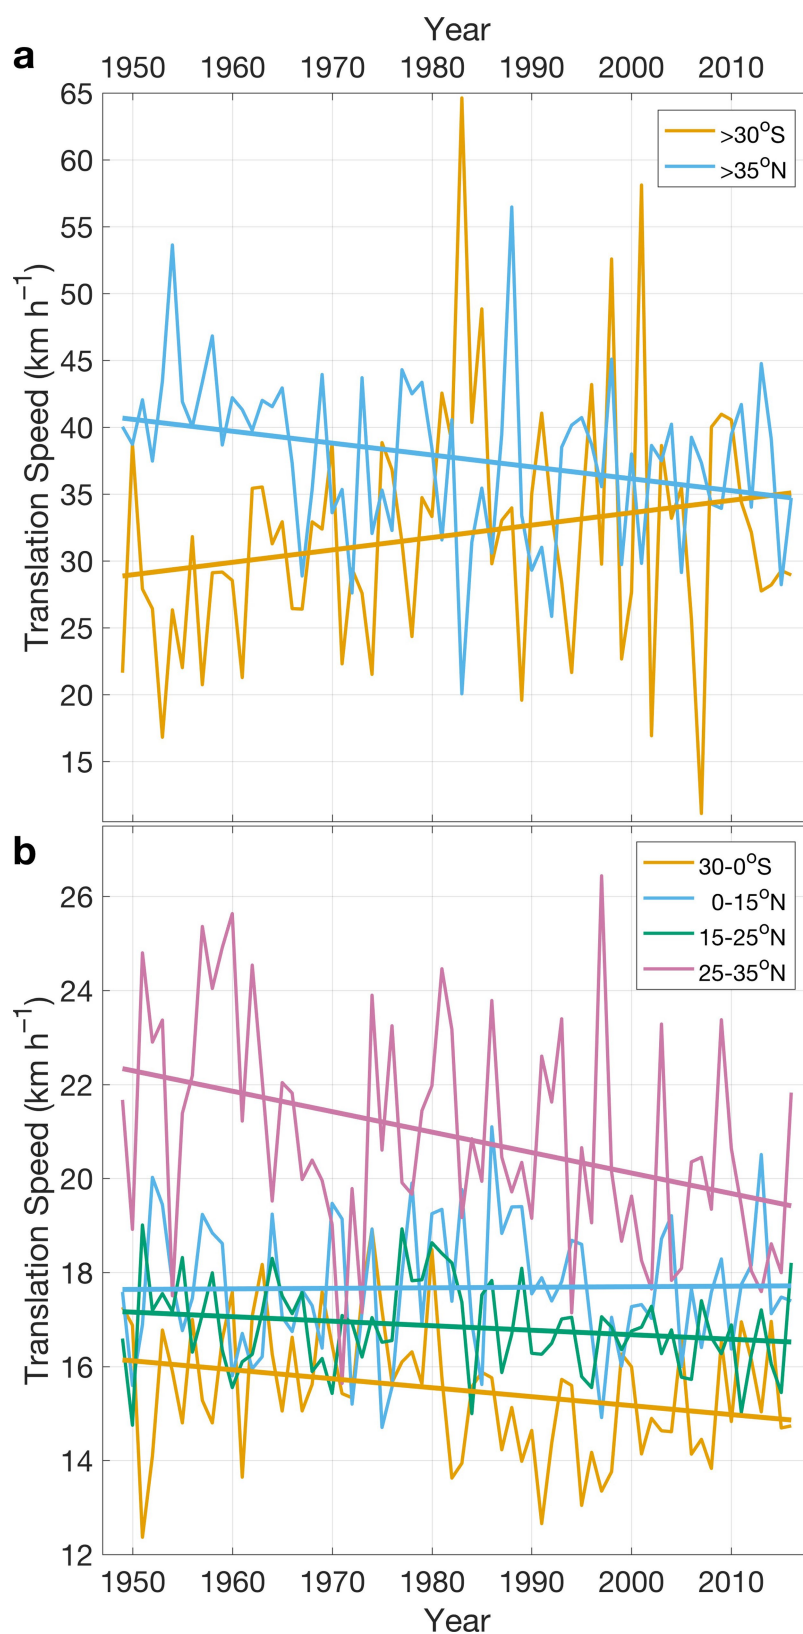 Year
a
1950 1960 1970 1980 1990 2000 2010
65
60
55
50
45
40
35
30
25
20
15
Translation Speed (km h⁻¹)
>30°S
>35°N
b
26
24
22
20
18
16
14
12
Translation Speed (km h⁻¹)
30-0°S
0-15°N
15-25°N
25-35°N
1950 1960 1970 1980 1990 2000 2010
Year